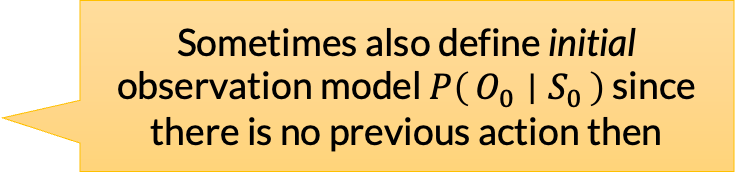 Sometimes also define initial
observation model P( O₀ | S₀ ) since
there is no previous action then